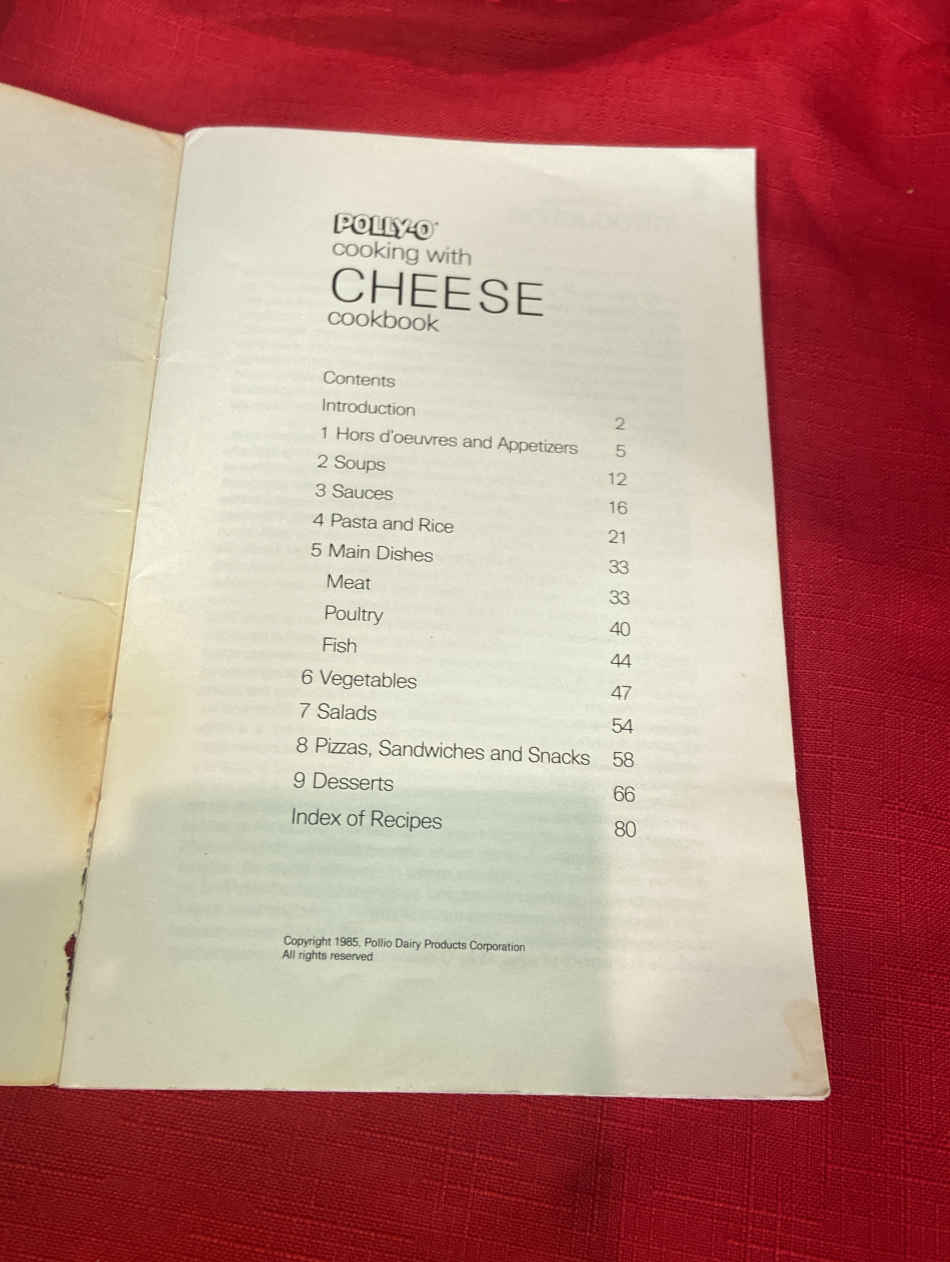 POLLY-O
cooking with
CHEESE
cookbook
Contents
Introduction 2
1 Hors d'oeuvres and Appetizers 5
2 Soups 12
3 Sauces 16
4 Pasta and Rice 21
5 Main Dishes 33
Meat 33
Poultry 40
Fish 44
6 Vegetables 47
7 Salads 54
8 Pizzas, Sandwiches and Snacks 58
9 Desserts 66
Index of Recipes 80
Copyright 1985, Pollio Dairy Products Corporation
All rights reserved